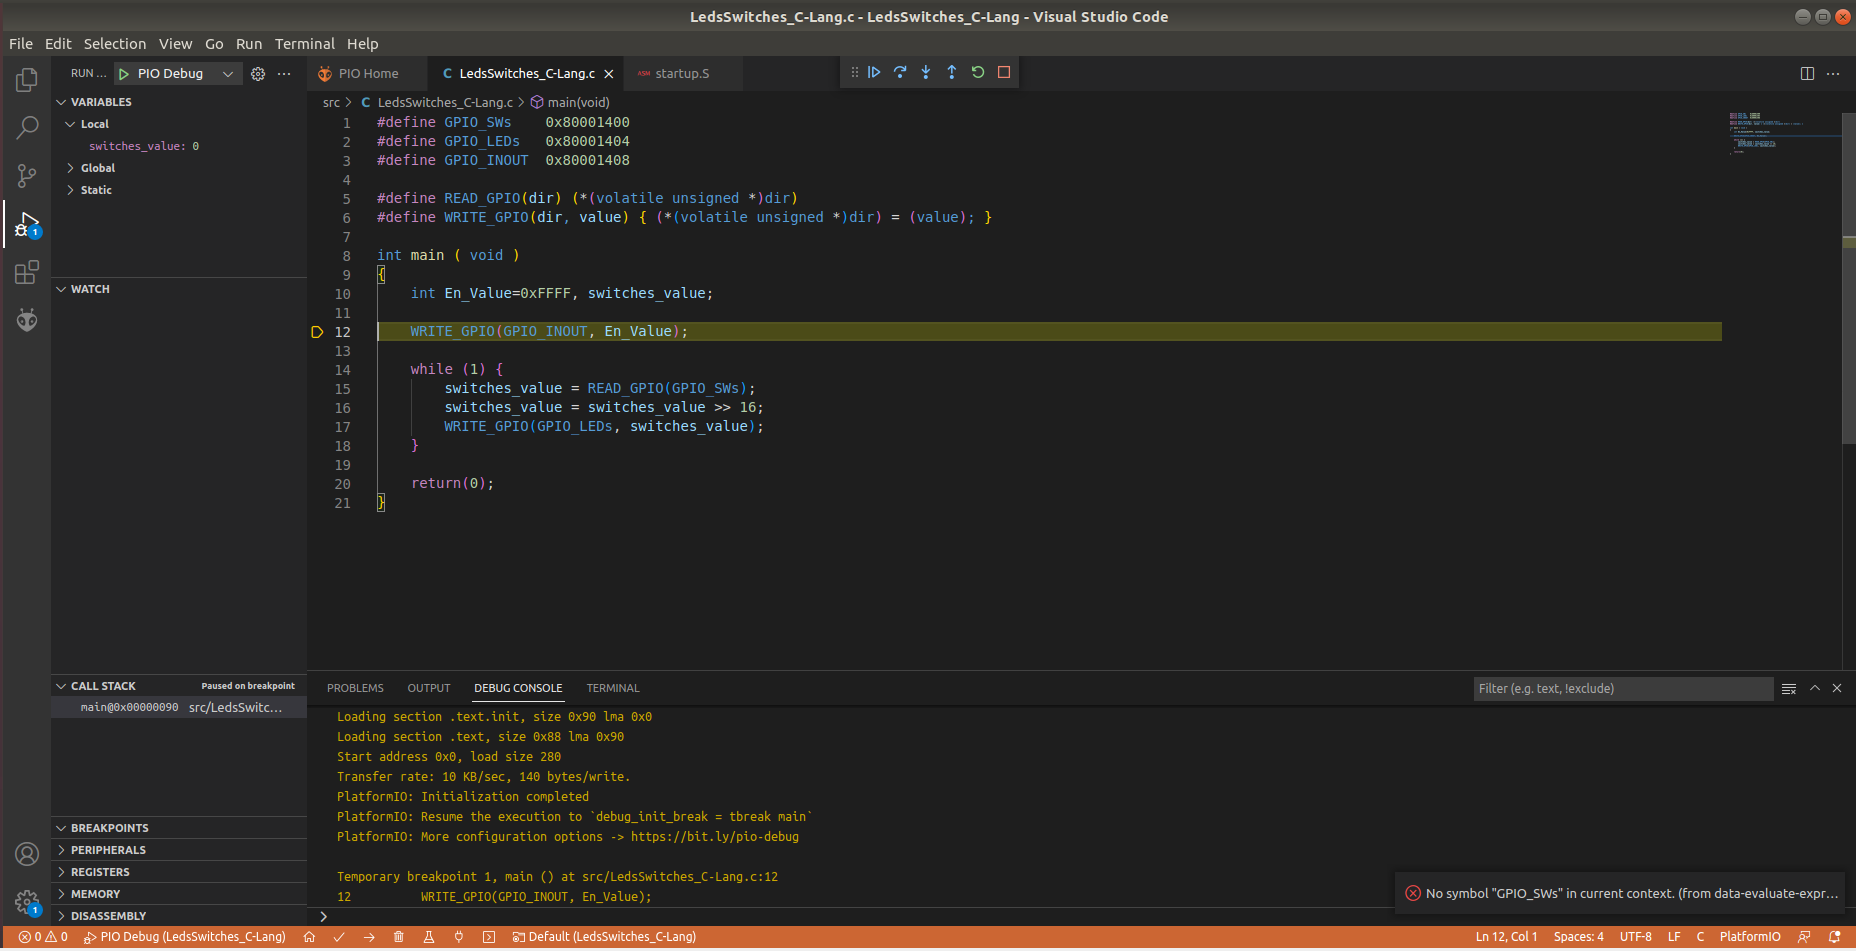 LedsSwitches_C-Lang.c - LedsSwitches_C-Lang - Visual Studio Code
File Edit Selection View Go Run Terminal Help
RUN ... PIO Debug
PIO Home
C LedsSwitches_C-Lang.c
ASM startup.S
src > C LedsSwitches_C-Lang.c > main(void)
VARIABLES
Local
switches_value: 0
Global
Static
WATCH
CALL STACK Paused on breakpoint
main@0x00000090 src/LedsSwitc...
BREAKPOINTS
PERIPHERALS
REGISTERS
MEMORY
DISASSEMBLY
1
1
1 #define GPIO_SWs    0x80001400
2 #define GPIO_LEDs   0x80001404
3 #define GPIO_INOUT  0x80001408
4
5 #define READ_GPIO(dir) (*(volatile unsigned *)dir)
6 #define WRITE_GPIO(dir, value) { (*(volatile unsigned *)dir) = (value); }
7
8 int main ( void )
9 {
10     int En_Value=0xFFFF, switches_value;
11
12     WRITE_GPIO(GPIO_INOUT, En_Value);
13
14     while (1) {
15         switches_value = READ_GPIO(GPIO_SWs);
16         switches_value = switches_value >> 16;
17         WRITE_GPIO(GPIO_LEDs, switches_value);
18     }
19
20     return(0);
21 }
PROBLEMS OUTPUT DEBUG CONSOLE TERMINAL
Filter (e.g. text, !exclude)
Loading section .text.init, size 0x90 lma 0x0
Loading section .text, size 0x88 lma 0x90
Start address 0x0, load size 280
Transfer rate: 10 KB/sec, 140 bytes/write.
PlatformIO: Initialization completed
PlatformIO: Resume the execution to `debug_init_break = tbreak main`
PlatformIO: More configuration options -> https://bit.ly/pio-debug
Temporary breakpoint 1, main () at src/LedsSwitches_C-Lang.c:12
12          WRITE_GPIO(GPIO_INOUT, En_Value);
No symbol "GPIO_SWs" in current context. (from data-evaluate-expr...
0 0 PIO Debug (LedsSwitches_C-Lang) Default (LedsSwitches_C-Lang)
Ln 12, Col 1 Spaces: 4 UTF-8 LF C PlatformIO